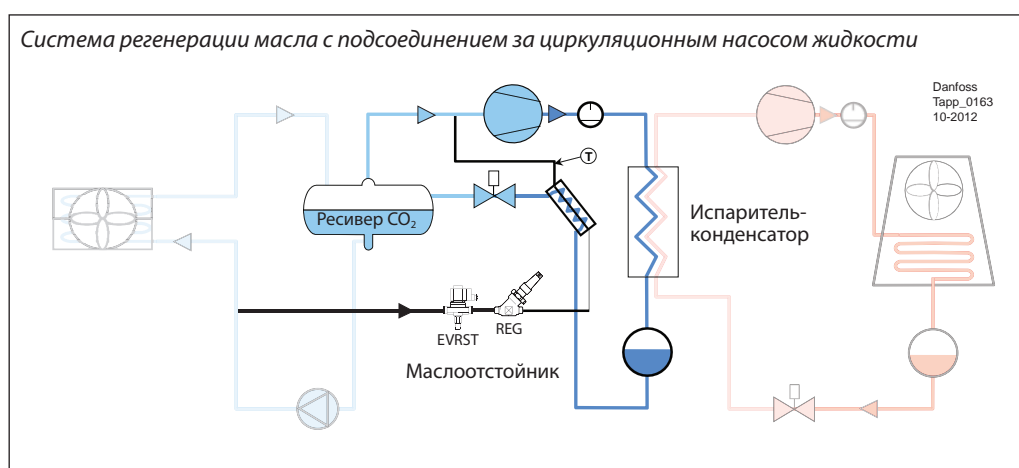 Система регенерации масла с подсоединением за циркуляционным насосом жидкости
Danfoss
Tapp_0163
10-2012
T
Ресивер CO₂
Испаритель-
конденсатор
EVRST
REG
Маслоотстойник